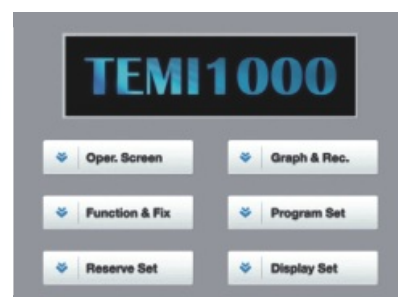 TEMI1000
Oper. Screen
Graph & Rec.
Function & Fix
Program Set
Reserve Set
Display Set